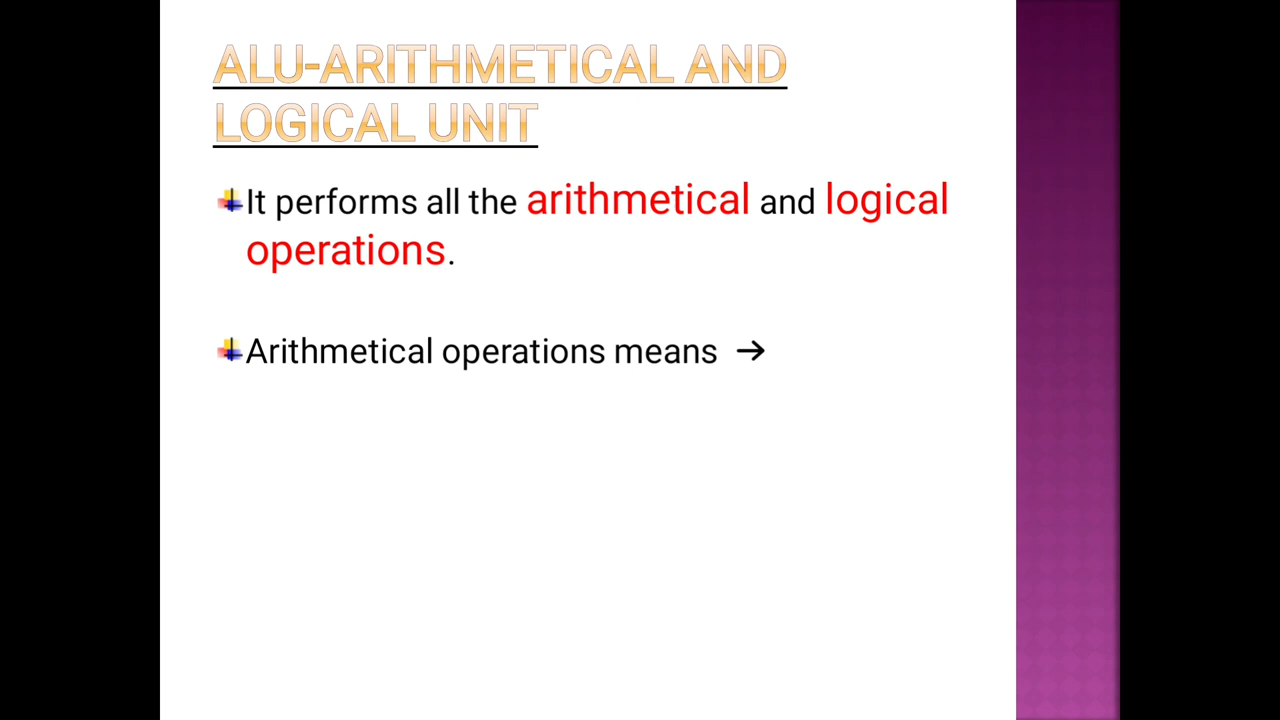 ALU-ARITHMETICAL AND
LOGICAL UNIT
It performs all the arithmetical and logical
operations.
Arithmetical operations means →